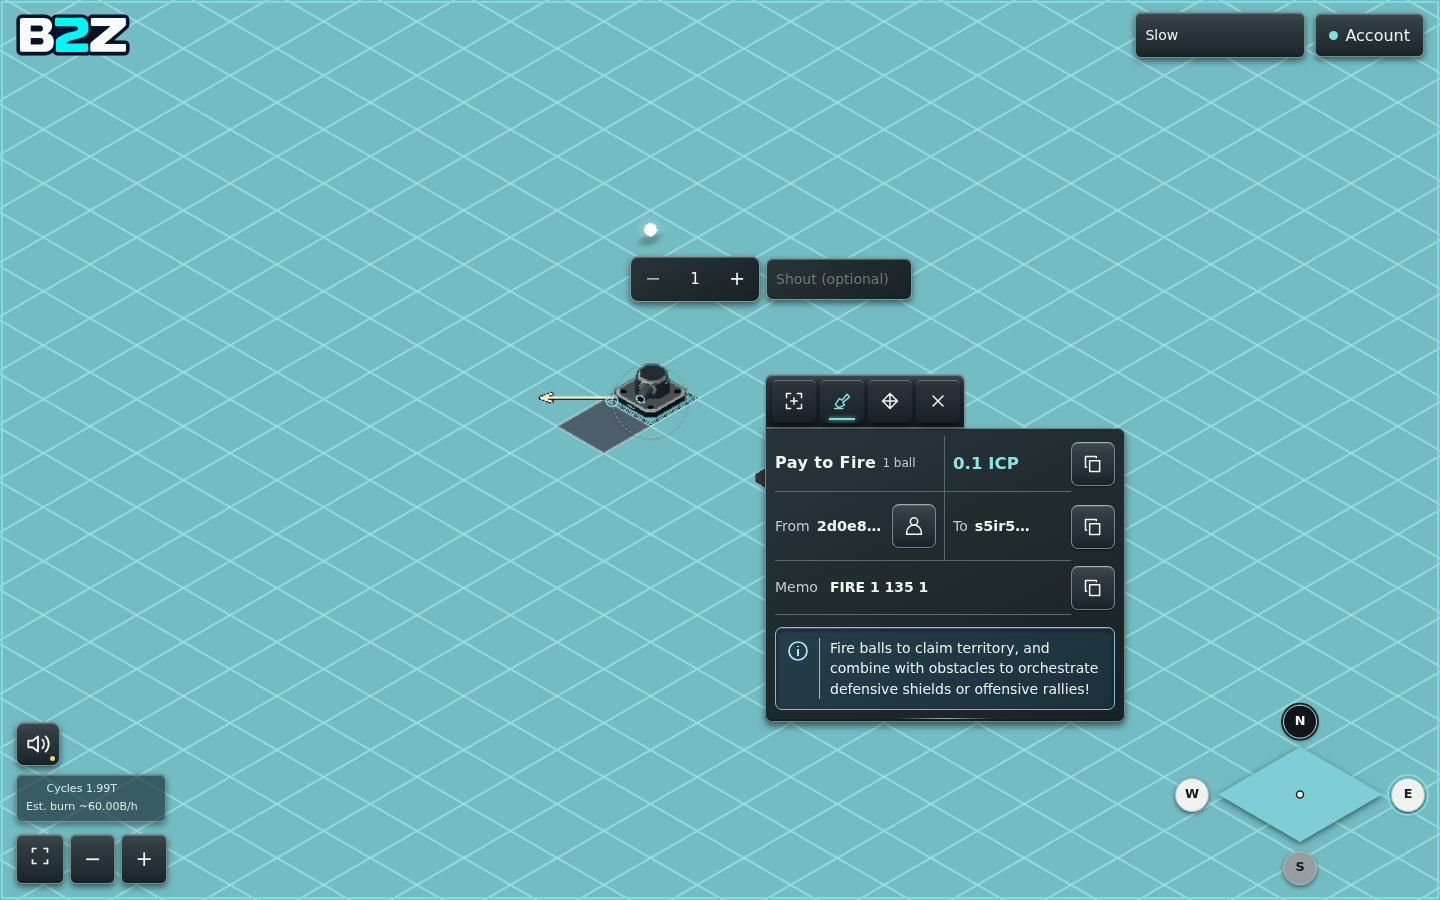 B2Z
Slow
Account
1
Shout (optional)
Pay to Fire 1 ball
0.1 ICP
From 2d0e8...
To s5ir5...
Memo FIRE 1 135 1
Fire balls to claim territory, and
combine with obstacles to orchestrate
defensive shields or offensive rallies!
Cycles 1.99T
Est. burn ~60.00B/h
N
W
E
S